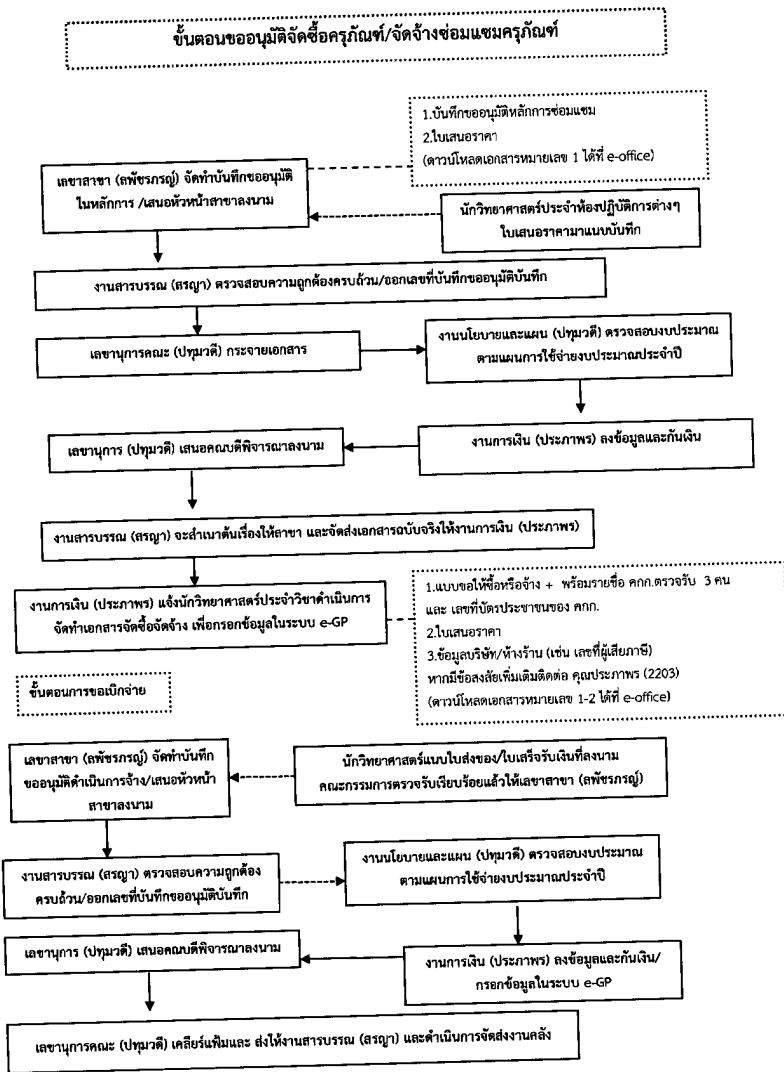 ขั้นตอนขออนุมัติจัดซื้อครุภัณฑ์/จัดจ้างซ่อมแซมครุภัณฑ์
1.บันทึกขออนุมัติหลักการซ่อมแซม
2.ใบเสนอราคา
(ดาวน์โหลดเอกสารหมายเลข 1 ได้ที่ e-office)
เลขาสาขา (ลพัชรภรญ์) จัดทำบันทึกขออนุมัติ
ในหลักการ /เสนอหัวหน้าสาขาลงนาม
นักวิทยาศาสตร์ประจำห้องปฏิบัติการต่างๆ
ใบเสนอราคามาแนบบันทึก
งานสารบรรณ (สรญา) ตรวจสอบความถูกต้องครบถ้วน/ออกเลขที่บันทึกขออนุมัติบันทึก
เลขานุการคณะ (ปทุมวดี) กระจายเอกสาร
งานนโยบายและแผน (ปทุมวดี) ตรวจสอบงบประมาณ
ตามแผนการใช้จ่ายงบประมาณประจำปี
เลขานุการ (ปทุมวดี) เสนอคณบดีพิจารณาลงนาม
งานการเงิน (ประภาพร) ลงข้อมูลและกันเงิน
งานสารบรรณ (สรญา) จะสำเนาต้นเรื่องให้สาขา และจัดส่งเอกสารฉบับจริงให้งานการเงิน (ประภาพร)
งานการเงิน (ประภาพร) แจ้งนักวิทยาศาสตร์ประจำวิชาดำเนินการ
จัดทำเอกสารจัดซื้อจัดจ้าง เพื่อกรอกข้อมูลในระบบ e-GP
1.แบบขอให้ซื้อหรือจ้าง + พร้อมรายชื่อ คกก.ตรวจรับ 3 คน
และ เลขที่บัตรประชาชนของ คกก.
2.ใบเสนอราคา
3.ข้อมูลบริษัท/ห้างร้าน (เช่น เลขที่ผู้เสียภาษี)
หากมีข้อสงสัยเพิ่มเติมติดต่อ คุณประภาพร (2203)
(ดาวน์โหลดเอกสารหมายเลข 1-2 ได้ที่ e-office)
ขั้นตอนการขอเบิกจ่าย
เลขาสาขา (ลพัชรภรญ์) จัดทำบันทึก
ขออนุมัติดำเนินการจ้าง/เสนอหัวหน้า
สาขาลงนาม
นักวิทยาศาสตร์แนบใบส่งของ/ใบเสร็จรับเงินที่ลงนาม
คณะกรรมการตรวจรับเรียบร้อยแล้วให้เลขาสาขา (ลพัชรภรญ์)
งานสารบรรณ (สรญา) ตรวจสอบความถูกต้อง
ครบถ้วน/ออกเลขที่บันทึกขออนุมัติบันทึก
งานนโยบายและแผน (ปทุมวดี) ตรวจสอบงบประมาณ
ตามแผนการใช้จ่ายงบประมาณประจำปี
เลขานุการ (ปทุมวดี) เสนอคณบดีพิจารณาลงนาม
งานการเงิน (ประภาพร) ลงข้อมูลและกันเงิน/
กรอกข้อมูลในระบบ e-GP
เลขานุการคณะ (ปทุมวดี) เคลียร์แฟ้มและ ส่งให้งานสารบรรณ (สรญา) และดำเนินการจัดส่งงานคลัง